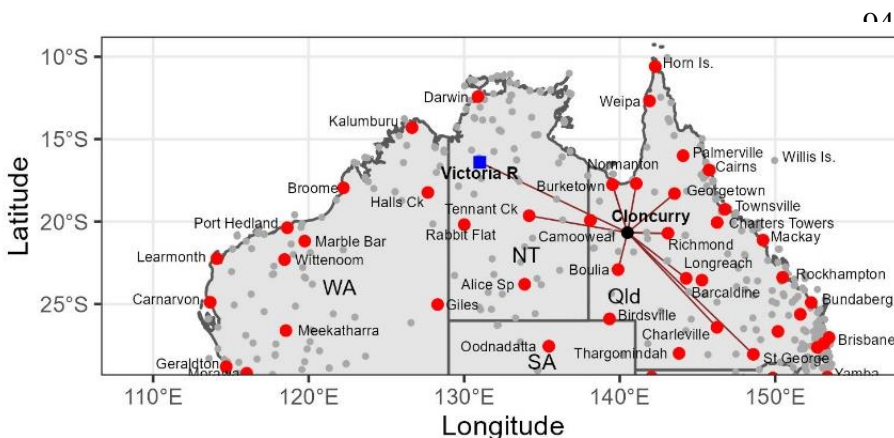 10°S
Horn Is.
Darwin
Weipa
Kalumburu
15°S
Palmerville
Willis Is.
Normanton
Cairns
Victoria R
Broome
Burketown
Georgetown
Halls Ck
Tennant Ck
Cloncurry
Townsville
20°S
Port Hedland
Charters Towers
Rabbit Flat
Camooweal
Mackay
Marble Bar
Richmond
NT
Learmonth
Wittenoom
Longreach
Boulia
Rockhampton
Alice Sp
WA
Barcaldine
Qld
Carnarvon
Bundaberg
25°S
Giles
Birdsville
Meekatharra
Charleville
Brisbane
Oodnadatta
Thargomindah
SA
St George
Geraldton
Yamba
110°E 120°E 130°E 140°E 150°E
Longitude
Latitude